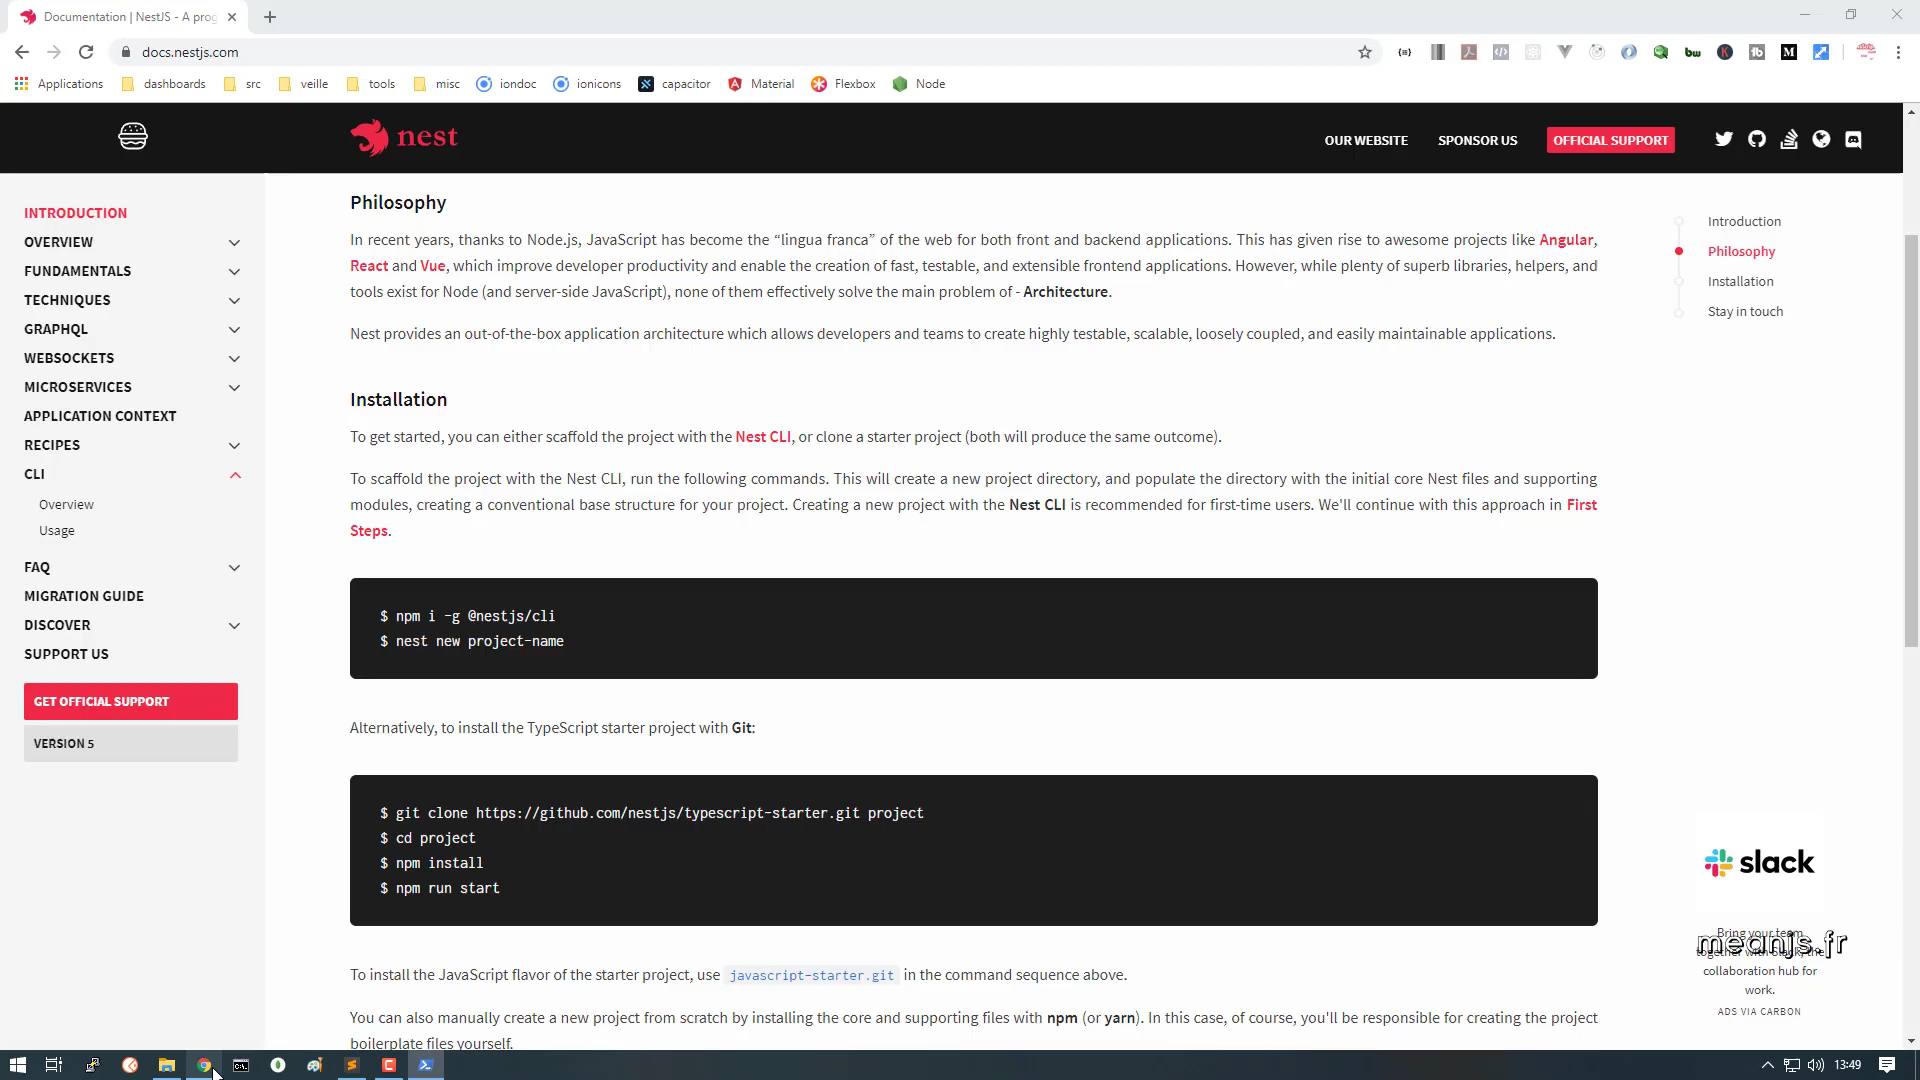 Documentation | NestJS - A prog
docs.nestjs.com
Applications
dashboards
src
veille
tools
misc
iondoc
ionicons
capacitor
Material
Flexbox
Node
nest
OUR WEBSITE
SPONSOR US
OFFICIAL SUPPORT
INTRODUCTION
OVERVIEW
FUNDAMENTALS
TECHNIQUES
GRAPHQL
WEBSOCKETS
MICROSERVICES
APPLICATION CONTEXT
RECIPES
CLI
Overview
Usage
FAQ
MIGRATION GUIDE
DISCOVER
SUPPORT US
GET OFFICIAL SUPPORT
VERSION 5
Philosophy
In recent years, thanks to Node.js, JavaScript has become the “lingua franca” of the web for both front and backend applications. This has given rise to awesome projects like Angular,
React and Vue, which improve developer productivity and enable the creation of fast, testable, and extensible frontend applications. However, while plenty of superb libraries, helpers, and
tools exist for Node (and server-side JavaScript), none of them effectively solve the main problem of - Architecture.
Nest provides an out-of-the-box application architecture which allows developers and teams to create highly testable, scalable, loosely coupled, and easily maintainable applications.
Installation
To get started, you can either scaffold the project with the Nest CLI, or clone a starter project (both will produce the same outcome).
To scaffold the project with the Nest CLI, run the following commands. This will create a new project directory, and populate the directory with the initial core Nest files and supporting
modules, creating a conventional base structure for your project. Creating a new project with the Nest CLI is recommended for first-time users. We'll continue with this approach in First
Steps.
$ npm i -g @nestjs/cli
$ nest new project-name
Alternatively, to install the TypeScript starter project with Git:
$ git clone https://github.com/nestjs/typescript-starter.git project
$ cd project
$ npm install
$ npm run start
To install the JavaScript flavor of the starter project, use javascript-starter.git in the command sequence above.
You can also manually create a new project from scratch by installing the core and supporting files with npm (or yarn). In this case, of course, you'll be responsible for creating the project
boilerplate files yourself.
Introduction
Philosophy
Installation
Stay in touch
slack
Bring your team
together with Slack, the
collaboration hub for
work.
ADS VIA CARBON
meanjs.fr
13:49